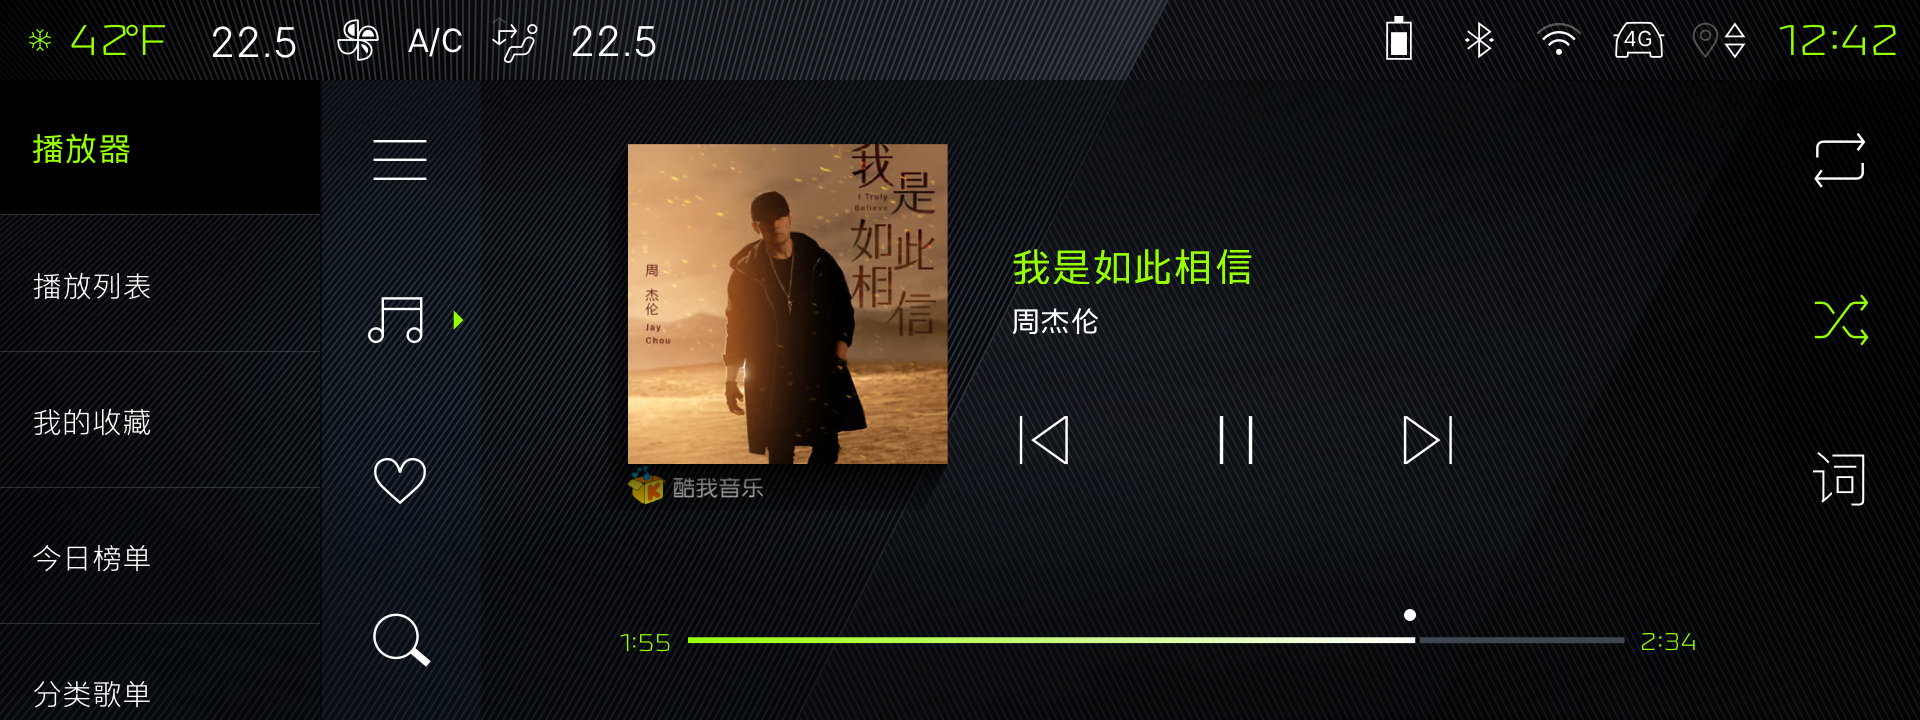 42°F 22.5 A/C 22.5 4G 12:42
播放器
播放列表
我的收藏
今日榜单
分类歌单
我是如此相信
I Truly
Believe
周杰伦
Jay
Chou
酷我音乐
我是如此相信
周杰伦
词
1:55
2:34